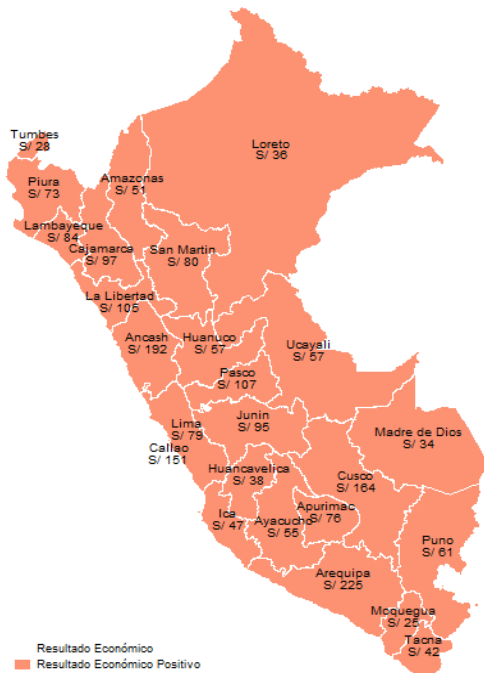 Tumbes
S/ 28
Loreto
S/ 36
Piura
S/ 73
Amazonas
S/ 51
Lambayeque
S/ 84
Cajamarca
S/ 97
San Martin
S/ 80
La Libertad
S/ 105
Ancash
S/ 192
Huanuco
S/ 57
Ucayali
S/ 57
Pasco
S/ 107
Lima
S/ 79
Junin
S/ 95
Madre de Dios
S/ 34
Callao
S/ 151
Huancavelica
S/ 38
Cusco
S/ 164
Ica
S/ 47
Ayacucho
S/ 55
Apurimac
S/ 76
Puno
S/ 61
Arequipa
S/ 225
Moquegua
S/ 25
Tacna
S/ 42
Resultado Económico
Resultado Económico Positivo